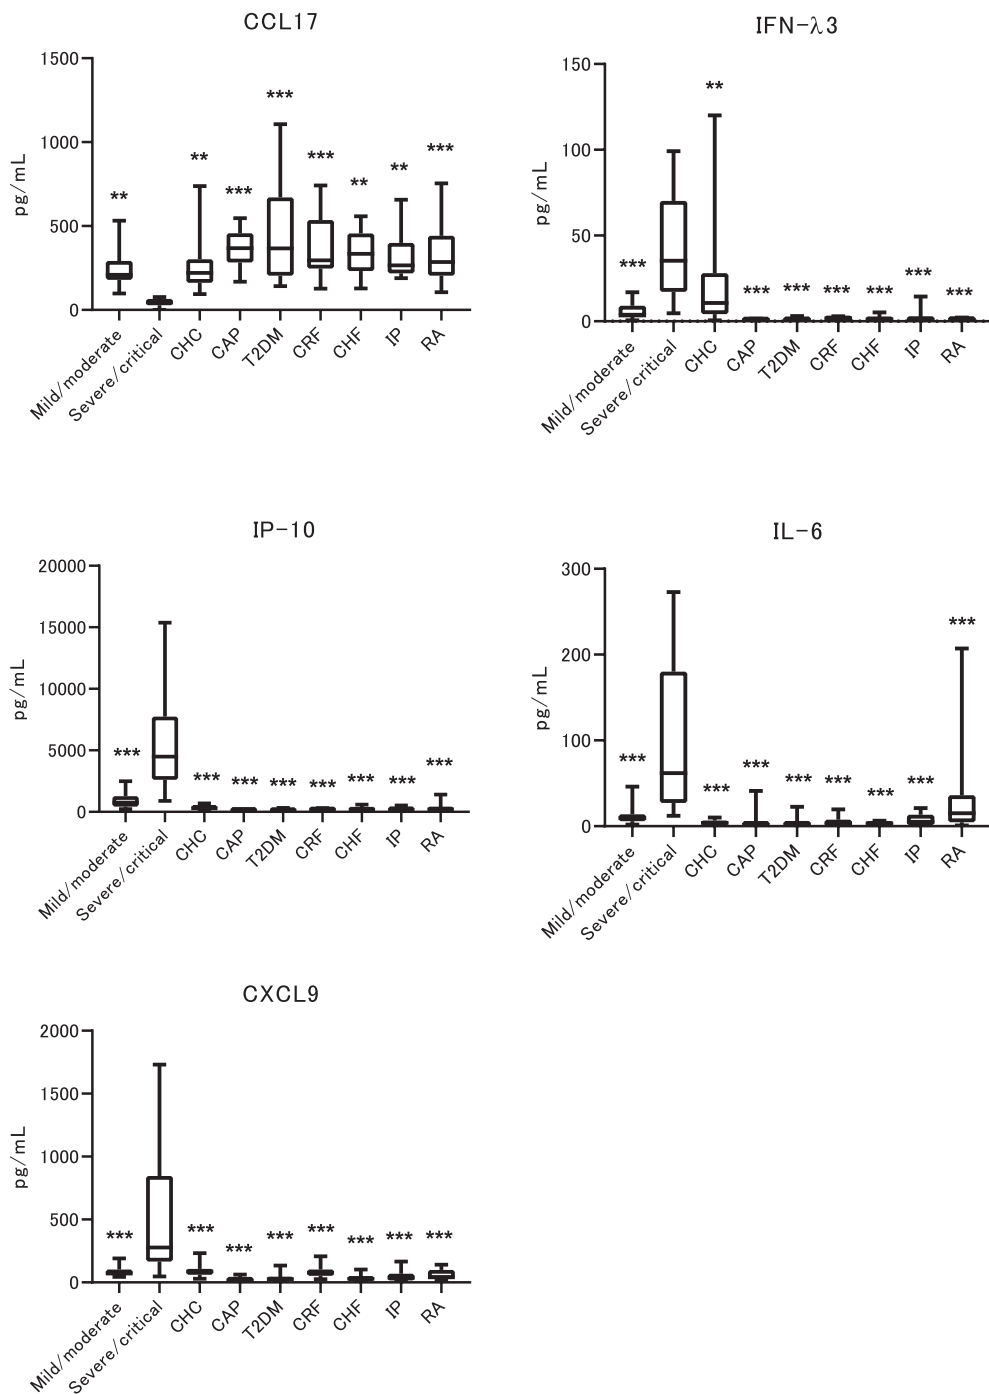 CCL17
pg/mL
1500
1000
500
0
**
**
***
***
***
**
**
***
Mild/moderate
Severe/critical
CHC
CAP
T2DM
CRF
CHF
IP
RA
IFN-λ3
pg/mL
150
100
50
0
***
**
***
***
***
***
***
***
Mild/moderate
Severe/critical
CHC
CAP
T2DM
CRF
CHF
IP
RA
IP-10
pg/mL
20000
15000
10000
5000
0
***
***
***
***
***
***
***
***
Mild/moderate
Severe/critical
CHC
CAP
T2DM
CRF
CHF
IP
RA
IL-6
pg/mL
300
200
100
0
***
***
***
***
***
***
***
***
Mild/moderate
Severe/critical
CHC
CAP
T2DM
CRF
CHF
IP
RA
CXCL9
pg/mL
2000
1500
1000
500
0
***
***
***
***
***
***
***
***
Mild/moderate
Severe/critical
CHC
CAP
T2DM
CRF
CHF
IP
RA